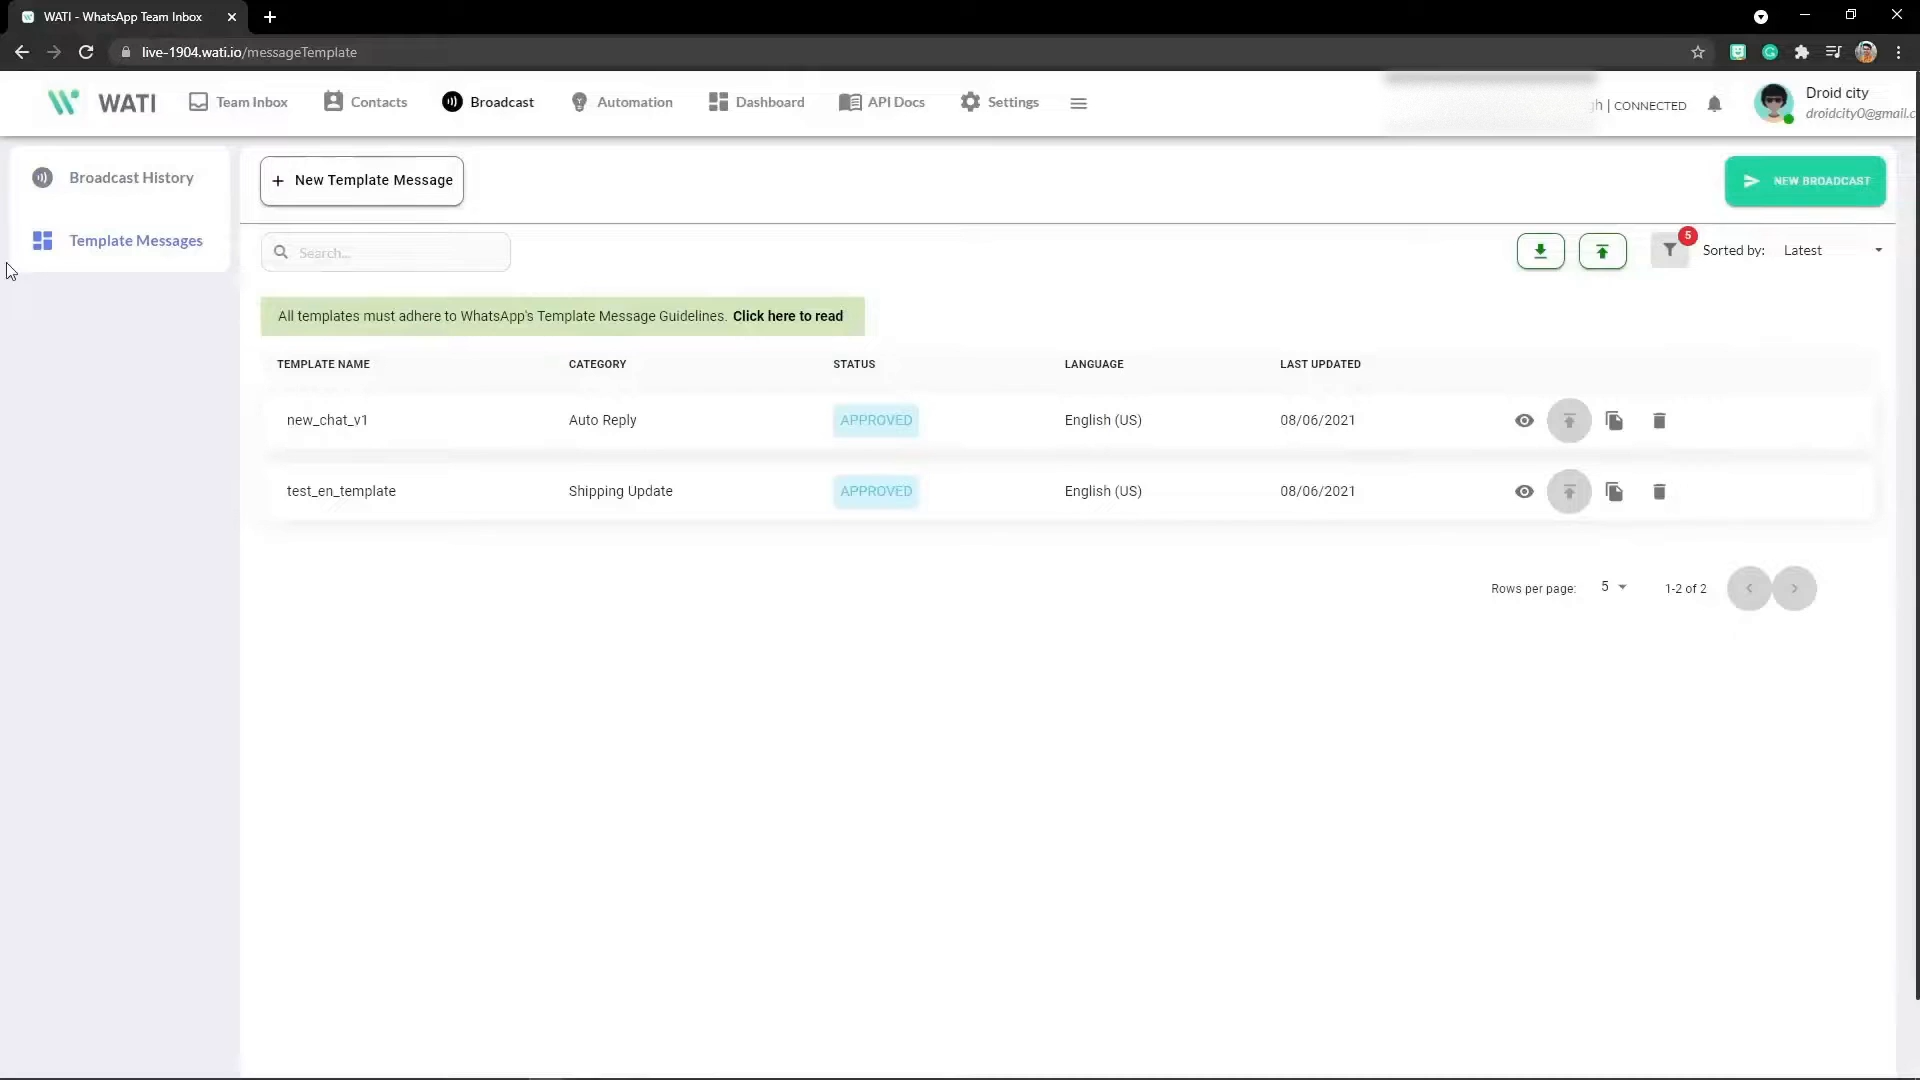 WATI - WhatsApp Team Inbox
live-1904.wati.io/messageTemplate
WATI
Team Inbox
Contacts
Broadcast
Automation
Dashboard
API Docs
Settings
| CONNECTED
Droid city
droidcity0@gmail.c
Broadcast History
Template Messages
+ New Template Message
NEW BROADCAST
Search...
5
Sorted by: Latest
All templates must adhere to WhatsApp's Template Message Guidelines. Click here to read
TEMPLATE NAME CATEGORY STATUS LANGUAGE LAST UPDATED
new_chat_v1 Auto Reply APPROVED English (US) 08/06/2021
test_en_template Shipping Update APPROVED English (US) 08/06/2021
Rows per page: 5 1-2 of 2